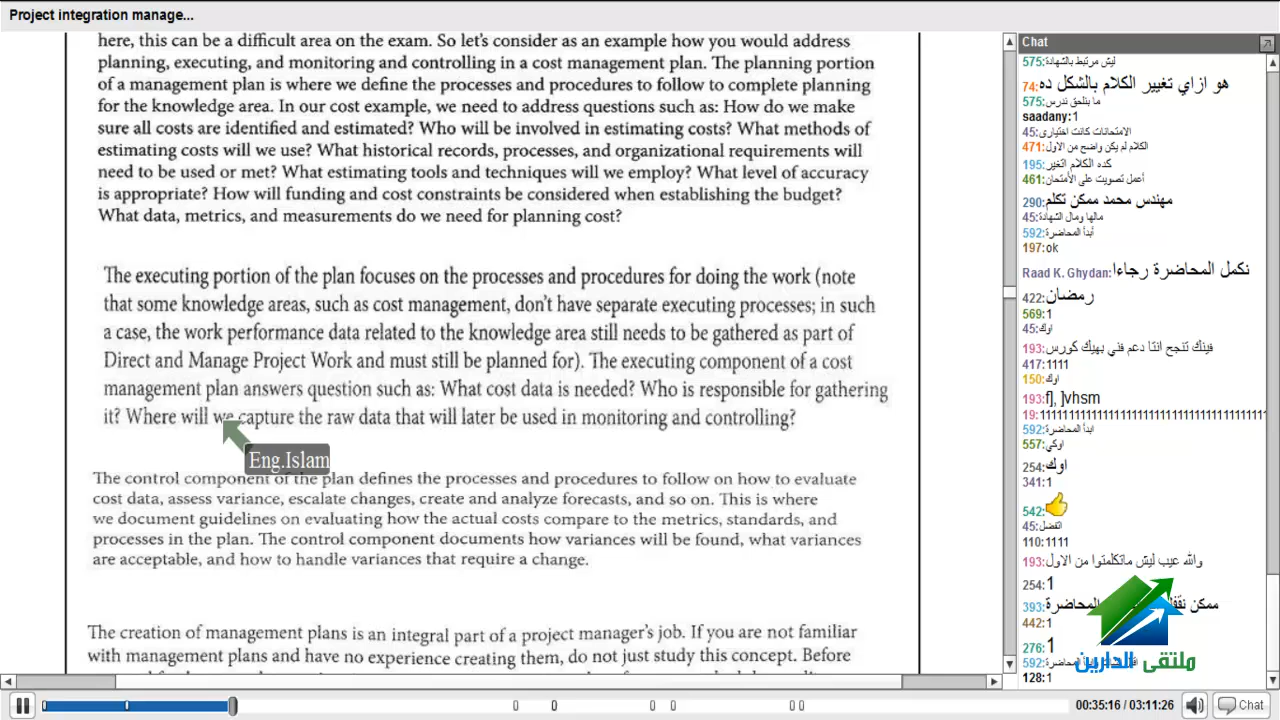 Project integration manage...
here, this can be a difficult area on the exam. So let's consider as an example how you would address
planning, executing, and monitoring and controlling in a cost management plan. The planning portion
of a management plan is where we define the processes and procedures to follow to complete planning
for the knowledge area. In our cost example, we need to address questions such as: How do we make
sure all costs are identified and estimated? Who will be involved in estimating costs? What methods of
estimating costs will we use? What historical records, processes, and organizational requirements will
need to be used or met? What estimating tools and techniques will we employ? What level of accuracy
is appropriate? How will funding and cost constraints be considered when establishing the budget?
What data, metrics, and measurements do we need for planning cost?
The executing portion of the plan focuses on the processes and procedures for doing the work (note
that some knowledge areas, such as cost management, don't have separate executing processes; in such
a case, the work performance data related to the knowledge area still needs to be gathered as part of
Direct and Manage Project Work and must still be planned for). The executing component of a cost
management plan answers question such as: What cost data is needed? Who is responsible for gathering
it? Where will we capture the raw data that will later be used in monitoring and controlling?
Eng.Islam
The control component of the plan defines the processes and procedures to follow on how to evaluate
cost data, assess variance, escalate changes, create and analyze forecasts, and so on. This is where
we document guidelines on evaluating how the actual costs compare to the metrics, standards, and
processes in the plan. The control component documents how variances will be found, what variances
are acceptable, and how to handle variances that require a change.
The creation of management plans is an integral part of a project manager's job. If you are not familiar
with management plans and have no experience creating them, do not just study this concept. Before
Chat
575: ليش مرتبط بالشهادة
74: هو ازاي تغيير الكلام بالشكل ده
575: ما بنلحق ندرس
saadany: 1
45: الامتحانات كانت اختيارى
471: الكلام لم يكن واضح من الاول
195: كده الكلام اتغير
461: أعمل تصويت على الأمتحان
290: مهندس محمد ممكن تكلم
45: مالها ومال الشهادة
592: أبدأ المحاضرة
197: ok
Raad K. Ghydan: نكمل المحاضرة رجاءا
422: رمضان
569: 1
45: اوك
193: فينك تنجح انتا دعم فني بهيك كورس
417: 1111
150: اوك
193: f], ]vhsm
19: 1111111111111111111111111111111111111111
592: ابدأ المحاضرة
557: اوكي
254: اوك
341: 1
542:
45: اتفضل
110: 1111
193: والله عيب ليش ماتكلمتوا من الاول
254: 1
393: ممكن المحاضرة
442: 1
276: 1
592: المحاضرة
128: 1
ملتقى الدارين
00:35:16 / 03:11:26
Chat